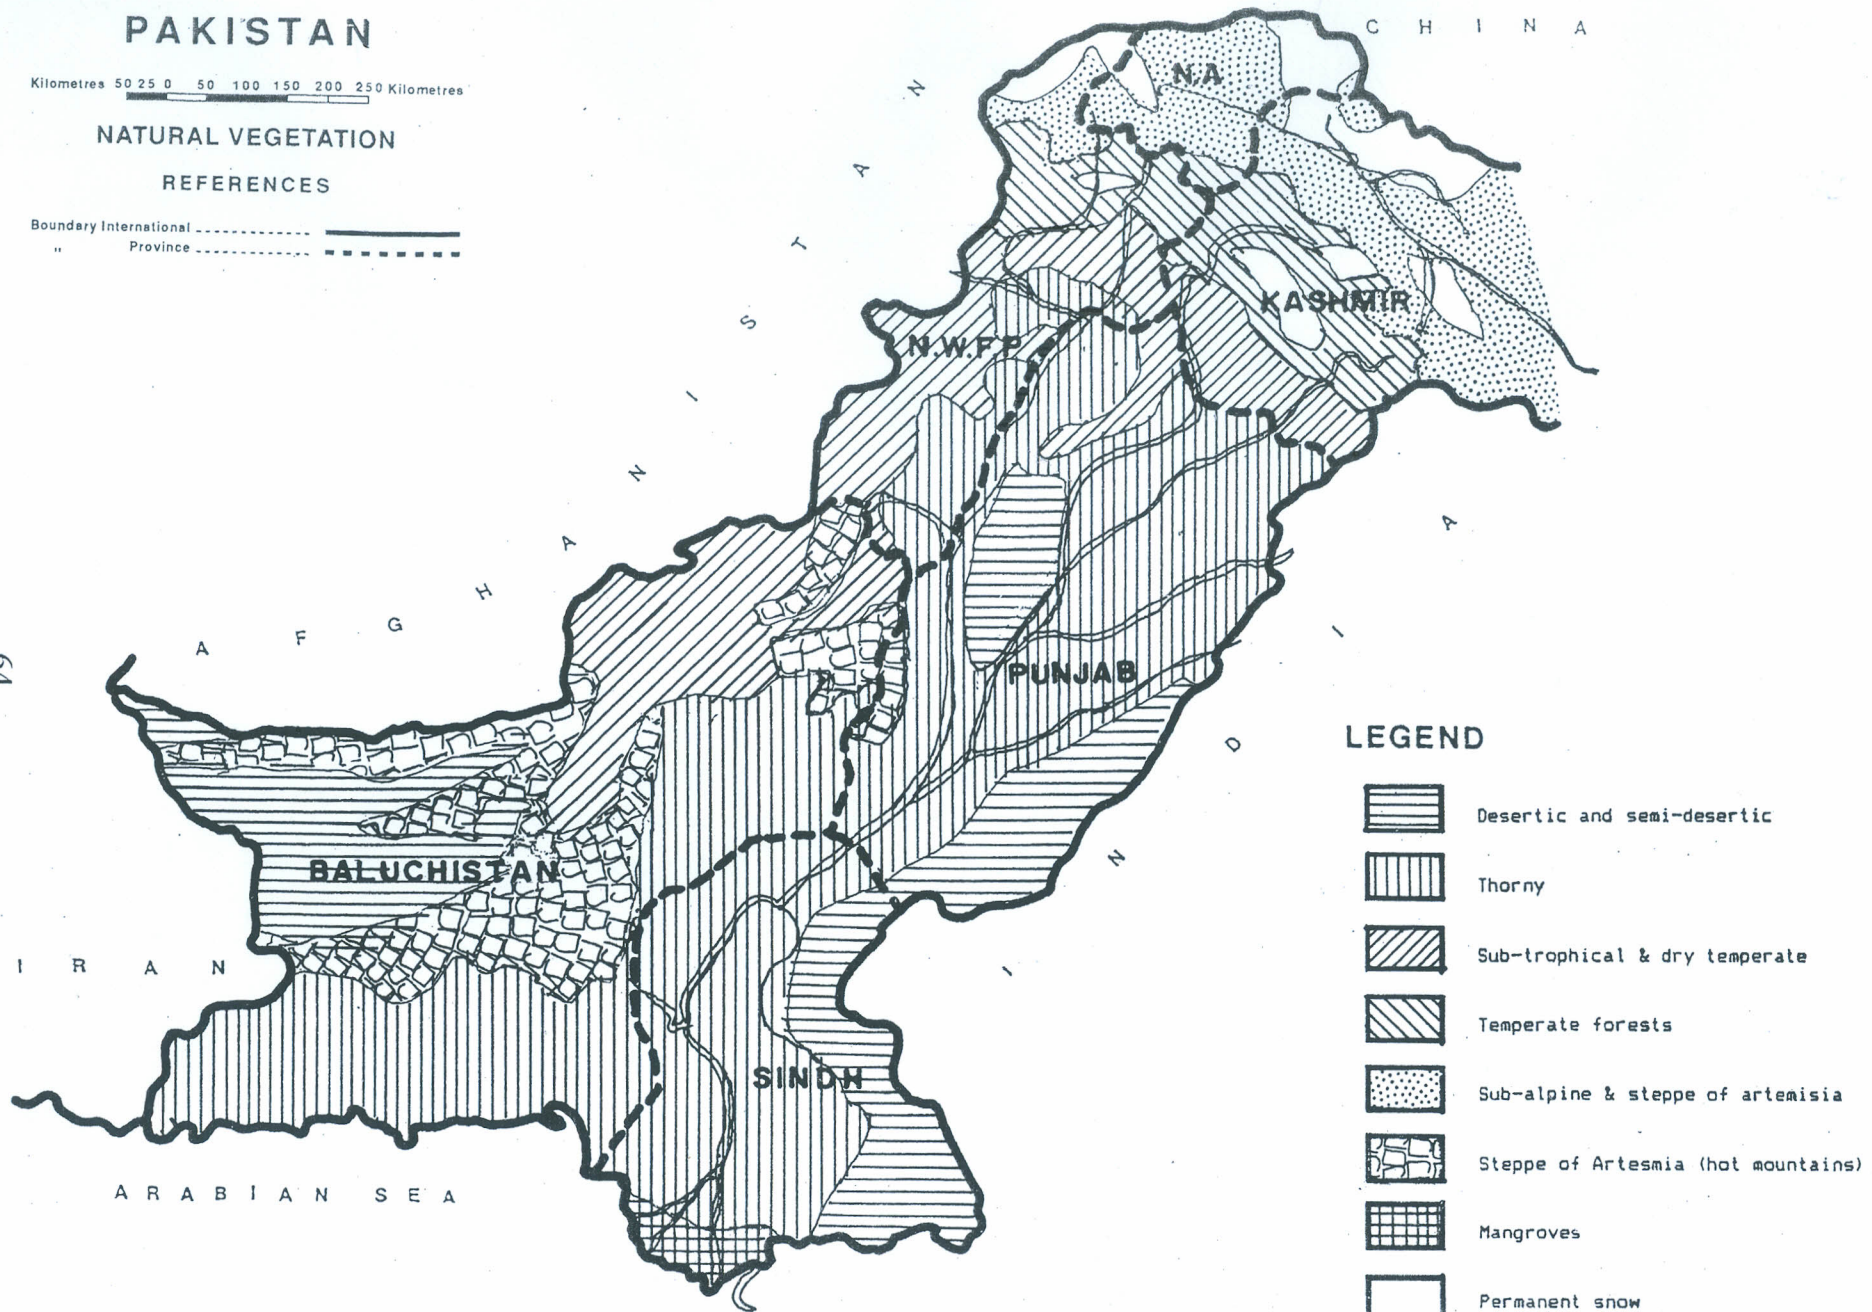 PAKISTAN
Kilometres 50 25 0 50 100 150 200 250 Kilometres
NATURAL VEGETATION
REFERENCES
Boundary International
" Province
CHINA
N.A
AFGHANISTAN
KASHMIR
N.W.F.P
PUNJAB
BALUCHISTAN
SINDH
IRAN
INDIA
ARABIAN SEA
LEGEND
Desertic and semi-desertic
Thorny
Sub-trophical & dry temperate
Temperate forests
Sub-alpine & steppe of artemisia
Steppe of Artesmia (hot mountains)
Mangroves
Permanent snow